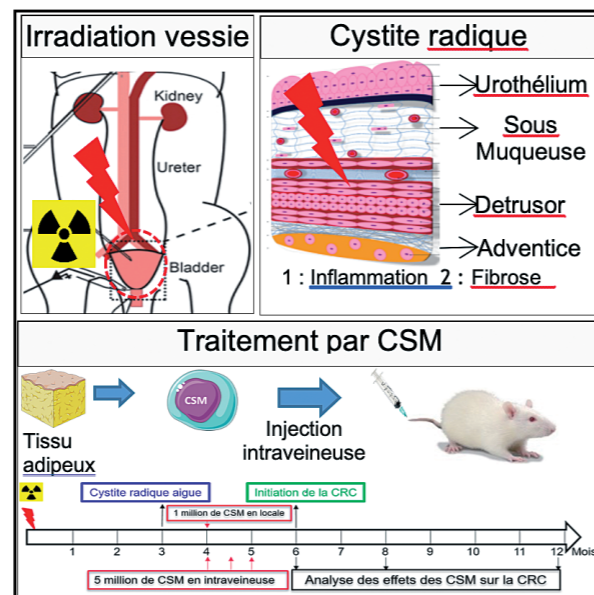 Irradiation vessie
Kidney
Ureter
Bladder
Cystite radique
Urothélium
Sous
Muqueuse
Detrusor
Adventice
1 : Inflammation 2 : Fibrose
Traitement par CSM
CSM
Tissu
adipeux
Injection
intraveineuse
Cystite radique aigue
Initiation de la CRC
1 million de CSM en locale
1 2 3 4 5 6 7 8 9 10 11 12 Mois
5 million de CSM en intraveineuse
Analyse des effets des CSM sur la CRC